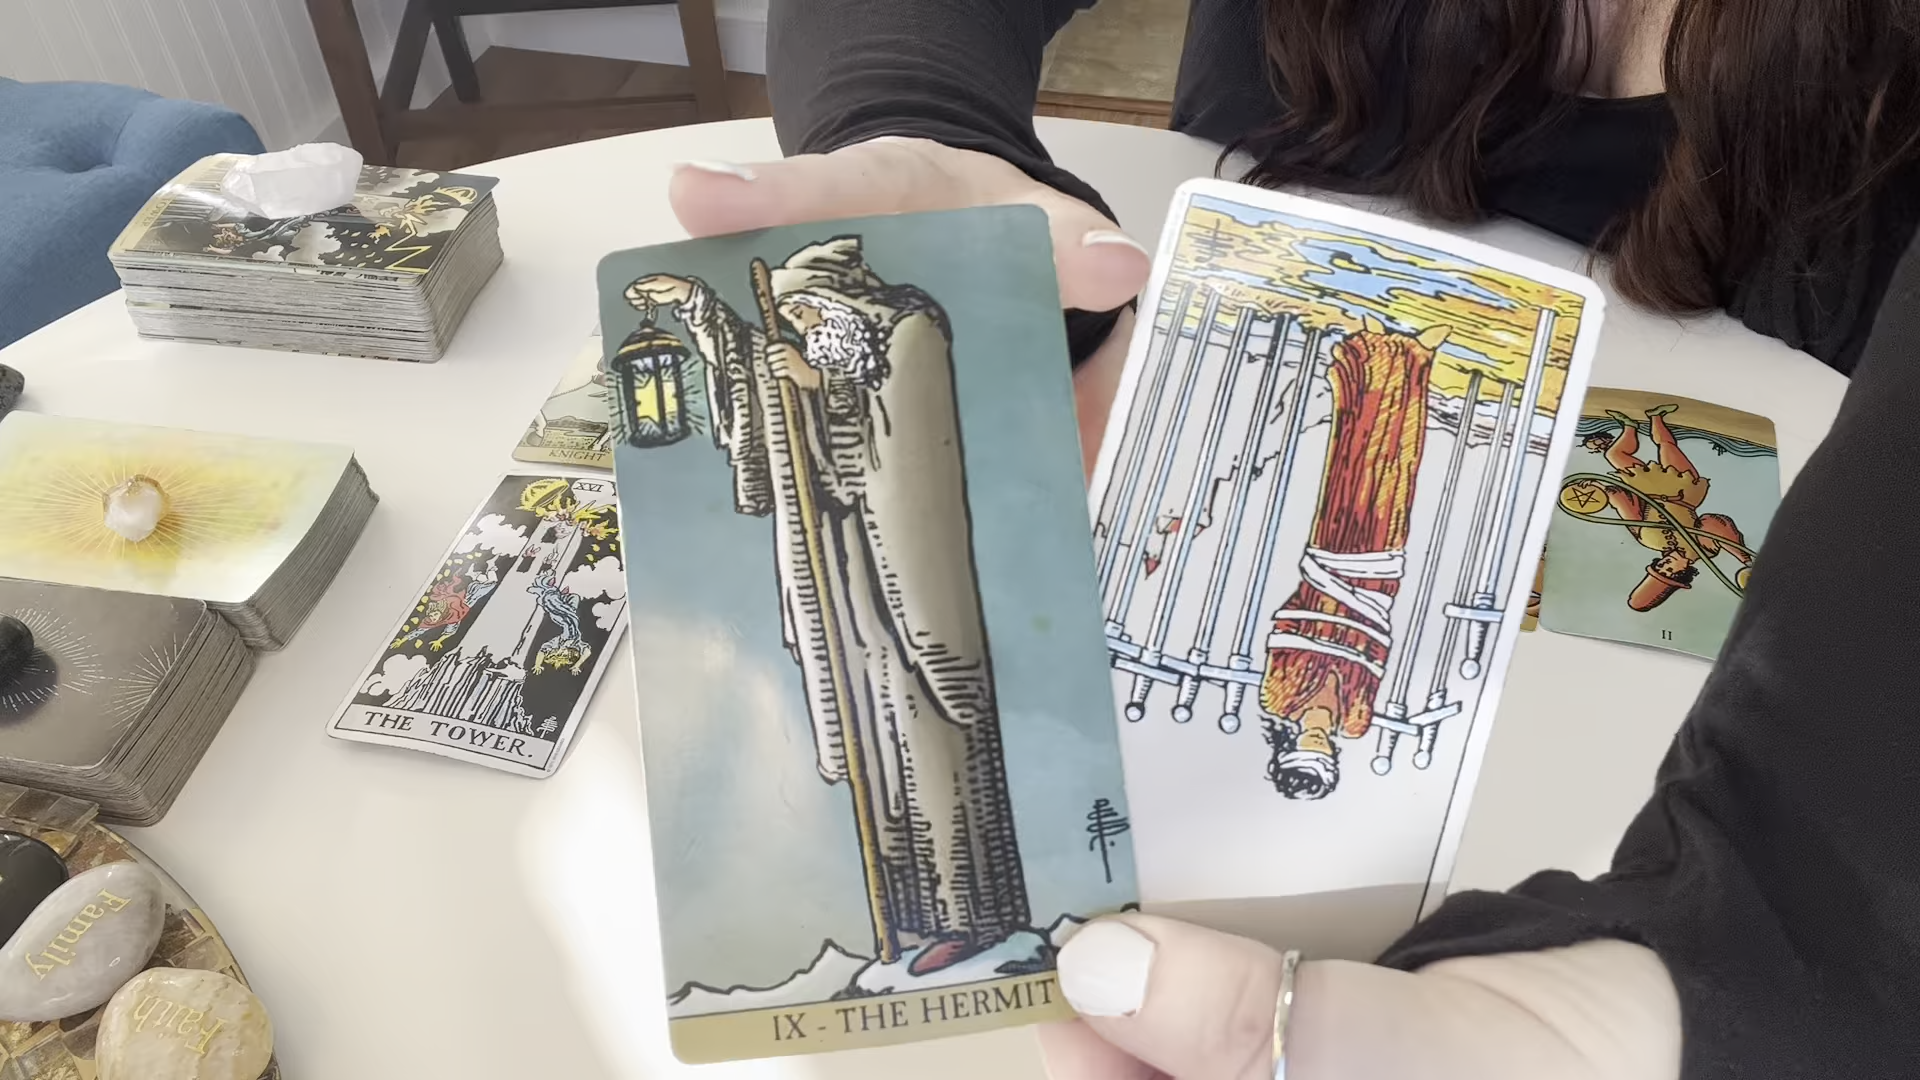 KNIGHT
XVI
THE TOWER.
IX - THE HERMIT
II
Family
Faith